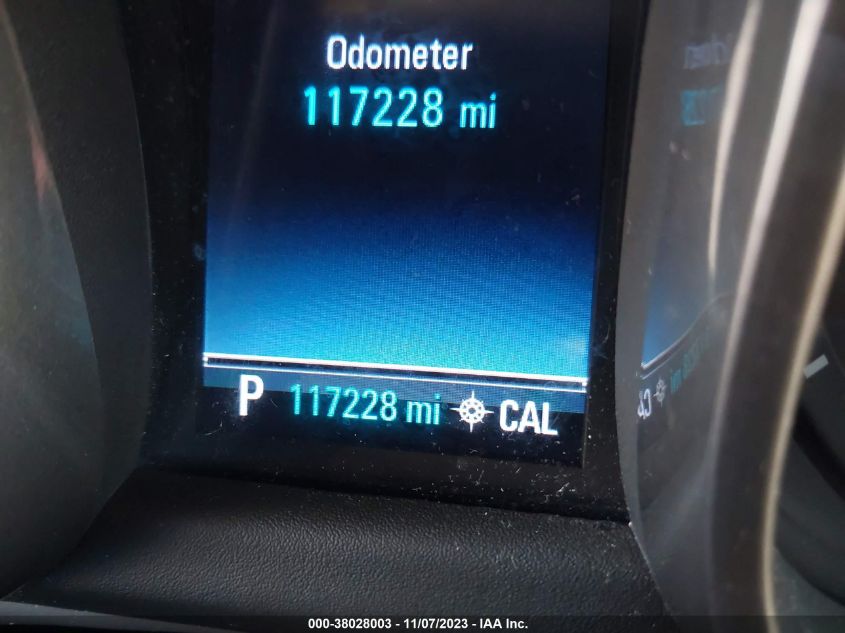 Odometer
117228 mi
P 117228 mi CAL
000-38028003 - 11/07/2023 - IAA Inc.